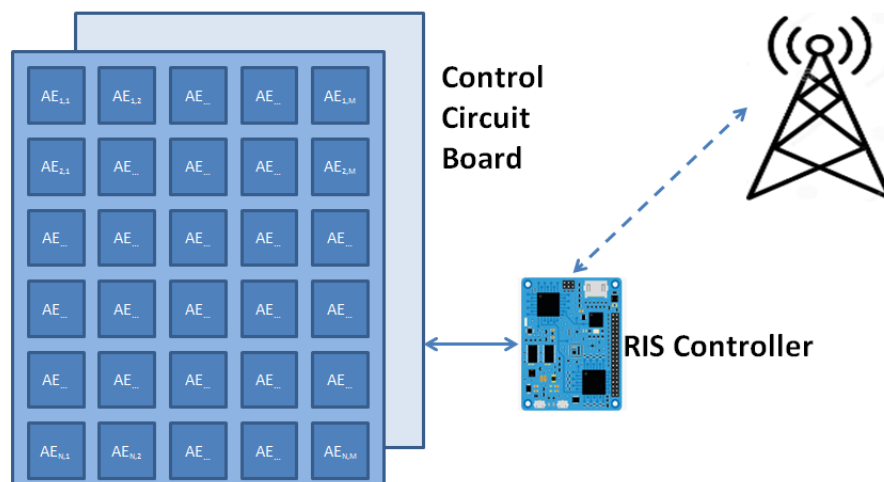 AE1,1 AE1,2 AE... AE... AE1,M
AE2,1 AE... AE... AE... AE2,M
AE... AE... AE... AE... AE...
AE... AE... AE... AE... AE...
AE... AE... AE... AE... AE...
AEN,1 AEN,2 AE... AE... AEN,M
Control
Circuit
Board
RIS Controller